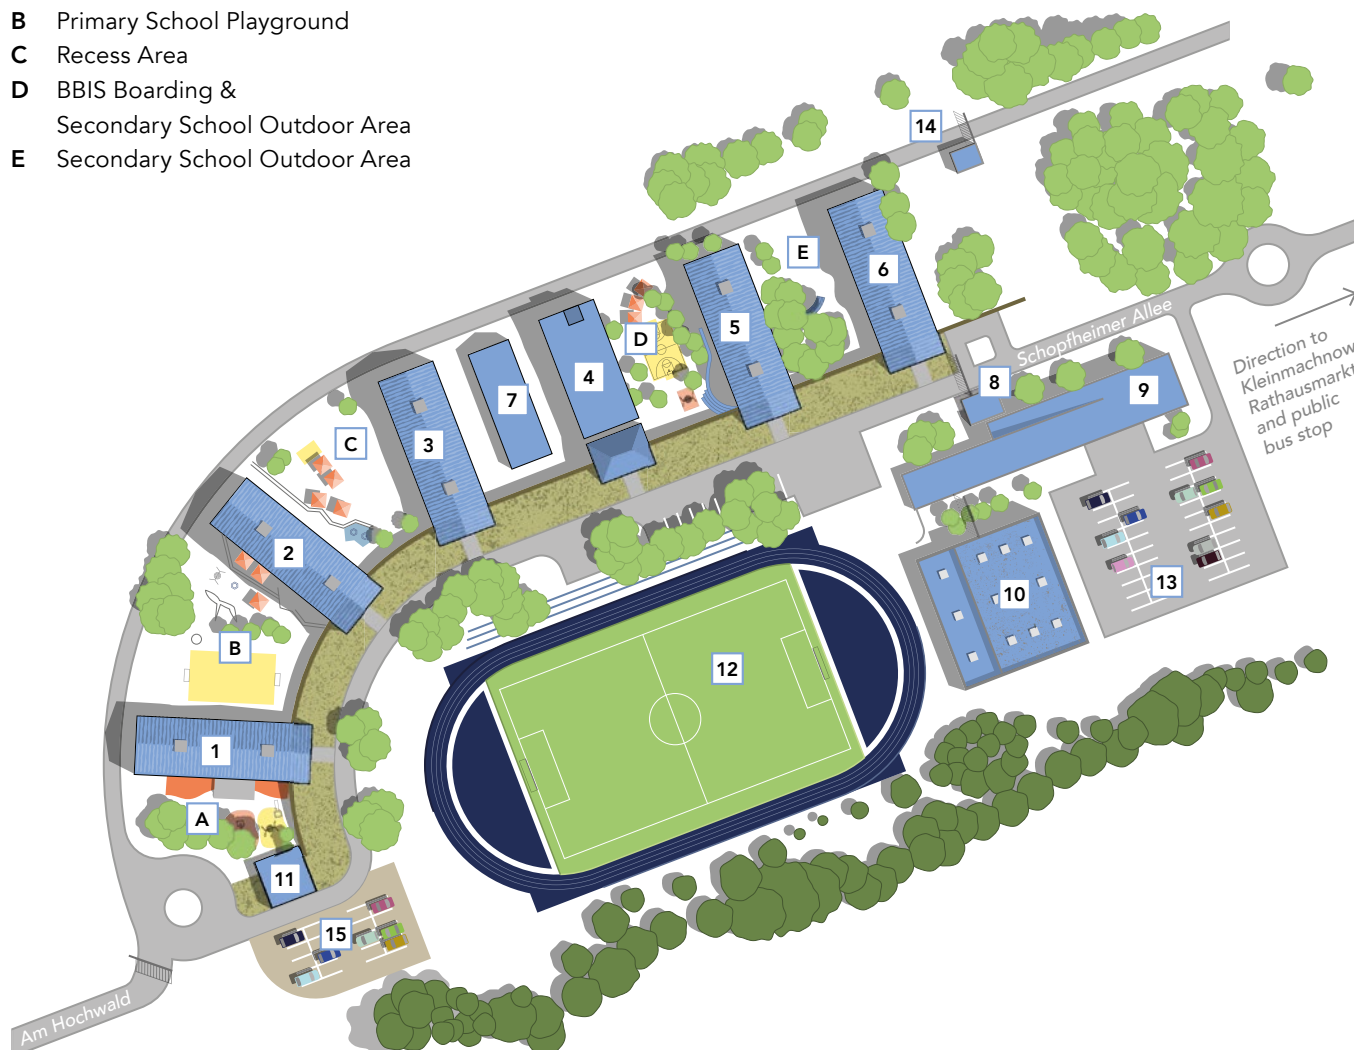 B Primary School Playground
C Recess Area
D BBIS Boarding &
Secondary School Outdoor Area
E Secondary School Outdoor Area
14
E
6
5
D
4
7
3
C
2
B
1
A
11
15
12
10
13
8
9
Schopfheimer Allee
Direction to
Kleinmachnow
Rathausmarkt
and public
bus stop
Am Hochwald